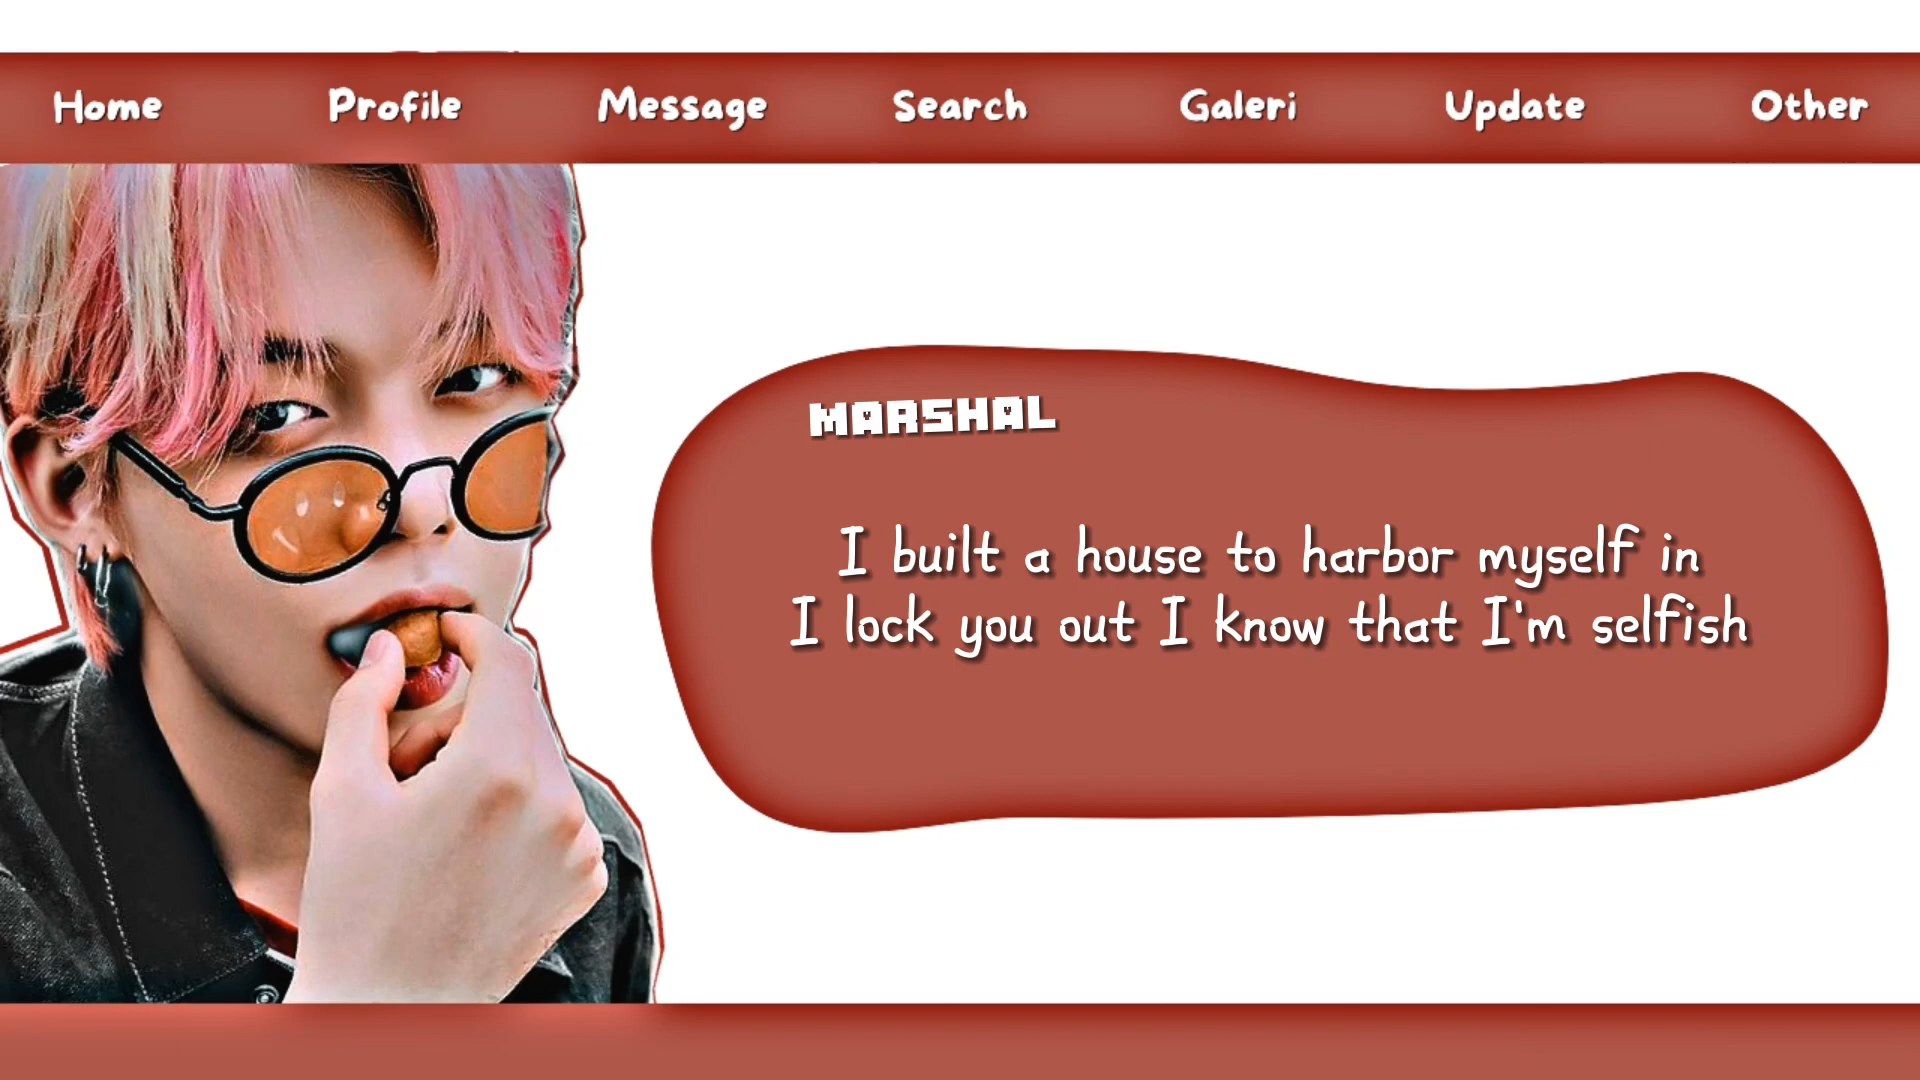 Home Profile Message Search Galeri Update Other
MARSHAL
I built a house to harbor myself in
I lock you out I know that I'm selfish